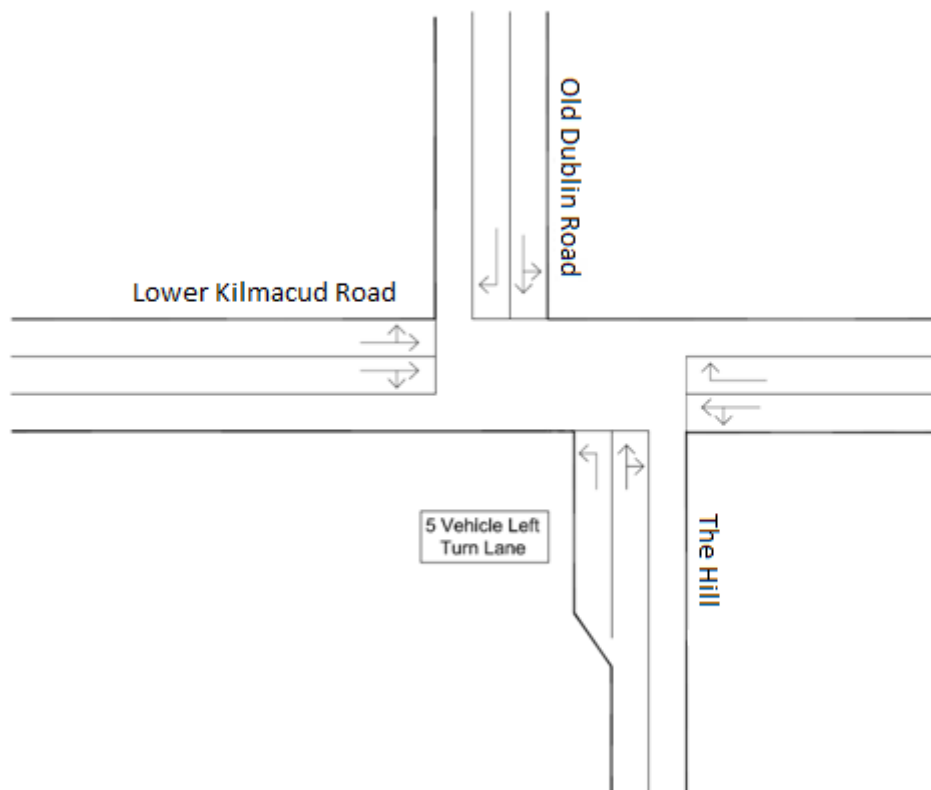 Old Dublin Road
Lower Kilmacud Road
5 Vehicle Left
Turn Lane
The Hill